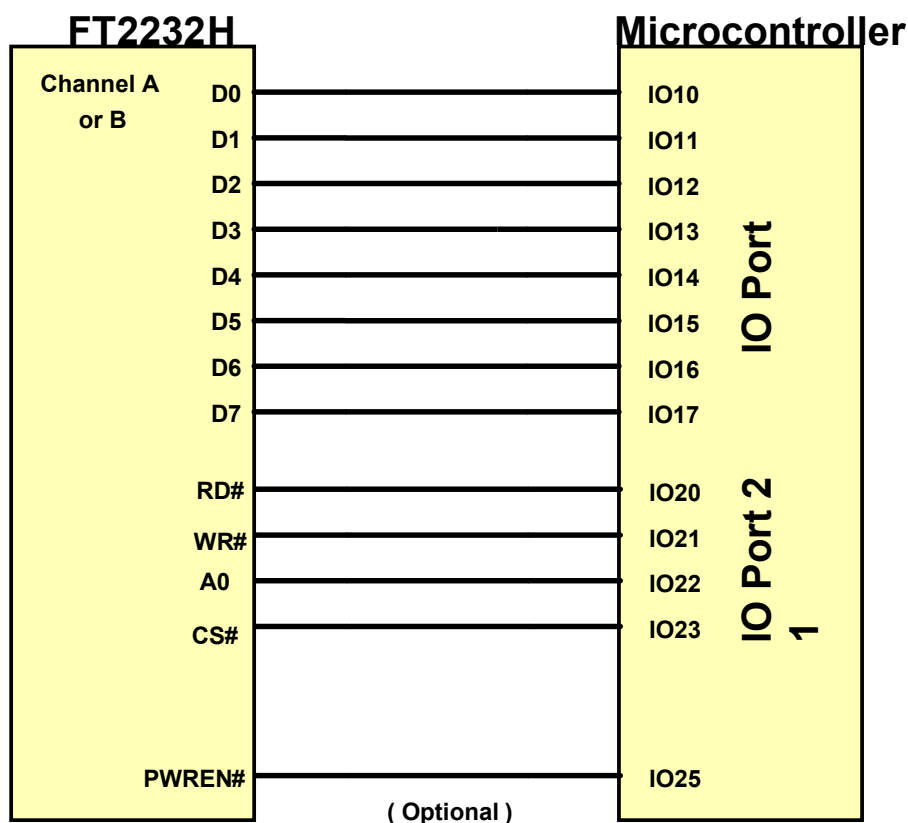 FT2232H
Microcontroller
Channel A
or B
D0
IO10
D1
IO11
D2
IO12
D3
IO13
D4
IO14
D5
IO15
D6
IO16
D7
IO17
IO Port
RD#
IO20
WR#
IO21
A0
IO22
CS#
IO23
IO Port 2
1
PWREN#
IO25
( Optional )